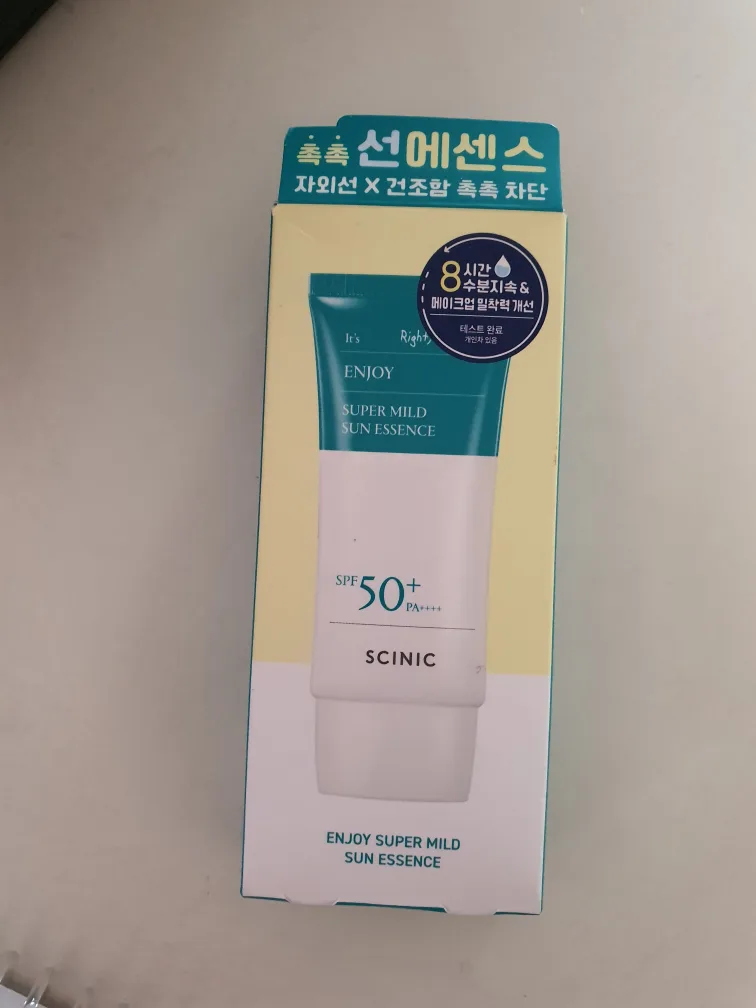 촉촉 선에센스
자외선 X 건조함 촉촉 차단
8시간
수분지속 &
메이크업 밀착력 개선
테스트 완료
개인차 있음
It's
ENJOY
SUPER MILD
SUN ESSENCE
SPF 50+
PA++++
SCINIC
ENJOY SUPER MILD
SUN ESSENCE